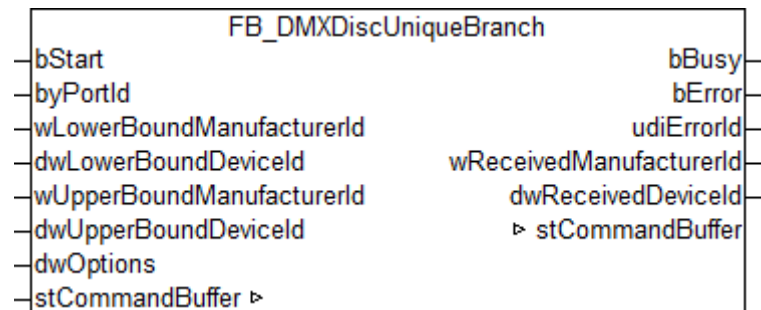 FB_DMXDiscUniqueBranch
bStart bBusy
byPortId bError
wLowerBoundManufacturerId udiErrorId
dwLowerBoundDeviceId wReceivedManufacturerId
wUpperBoundManufacturerId dwReceivedDeviceId
dwUpperBoundDeviceId ▹ stCommandBuffer
dwOptions
stCommandBuffer ▹